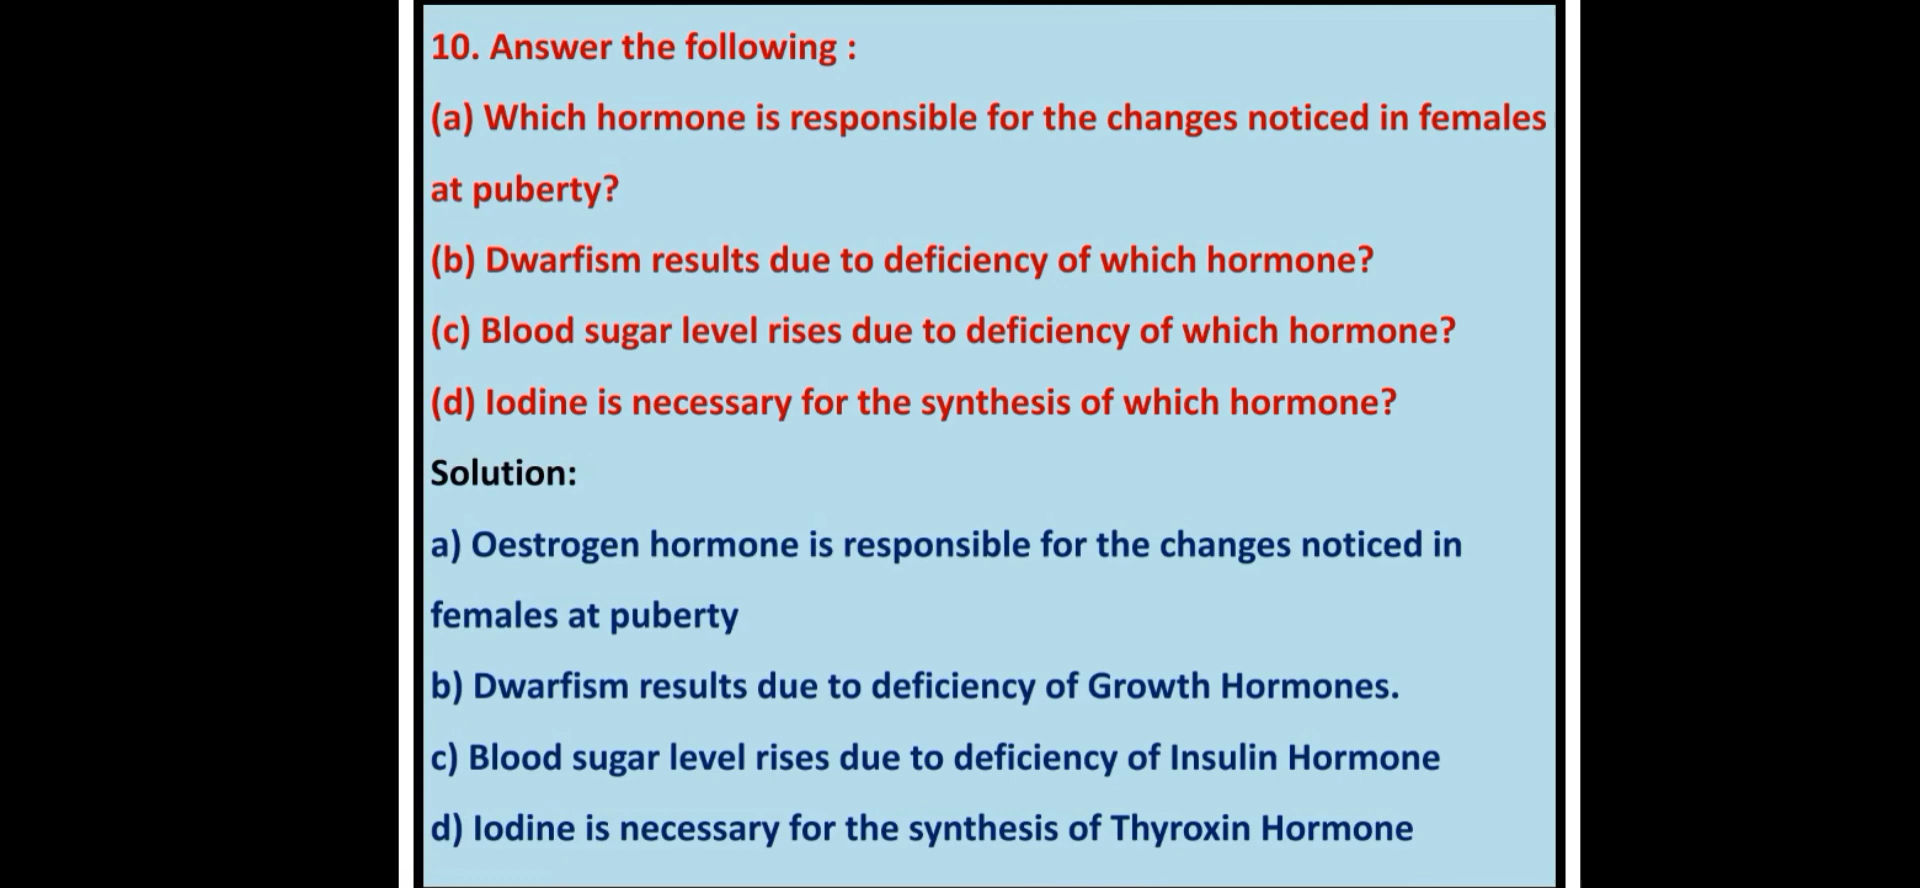 10. Answer the following :
(a) Which hormone is responsible for the changes noticed in females
at puberty?
(b) Dwarfism results due to deficiency of which hormone?
(c) Blood sugar level rises due to deficiency of which hormone?
(d) Iodine is necessary for the synthesis of which hormone?
Solution:
a) Oestrogen hormone is responsible for the changes noticed in
females at puberty
b) Dwarfism results due to deficiency of Growth Hormones.
c) Blood sugar level rises due to deficiency of Insulin Hormone
d) Iodine is necessary for the synthesis of Thyroxin Hormone